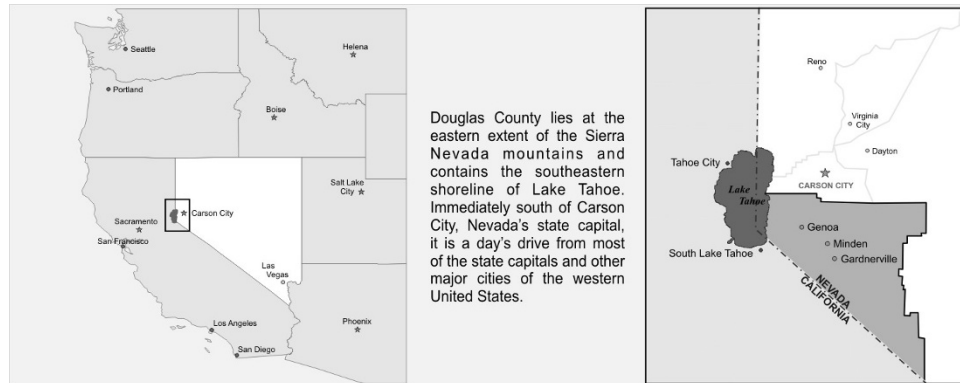 Seattle
Helena
Portland
Boise
Salt Lake
City
Carson City
Sacramento
San Francisco
Las
Vegas
Los Angeles
Phoenix
San Diego
Douglas County lies at the
eastern extent of the Sierra
Nevada mountains and
contains the southeastern
shoreline of Lake Tahoe.
Immediately south of Carson
City, Nevada's state capital,
it is a day's drive from most
of the state capitals and other
major cities of the western
United States.
Reno
Virginia
City
Dayton
Tahoe City
CARSON CITY
Lake
Tahoe
Genoa
Minden
South Lake Tahoe
Gardnerville
NEVADA
CALIFORNIA